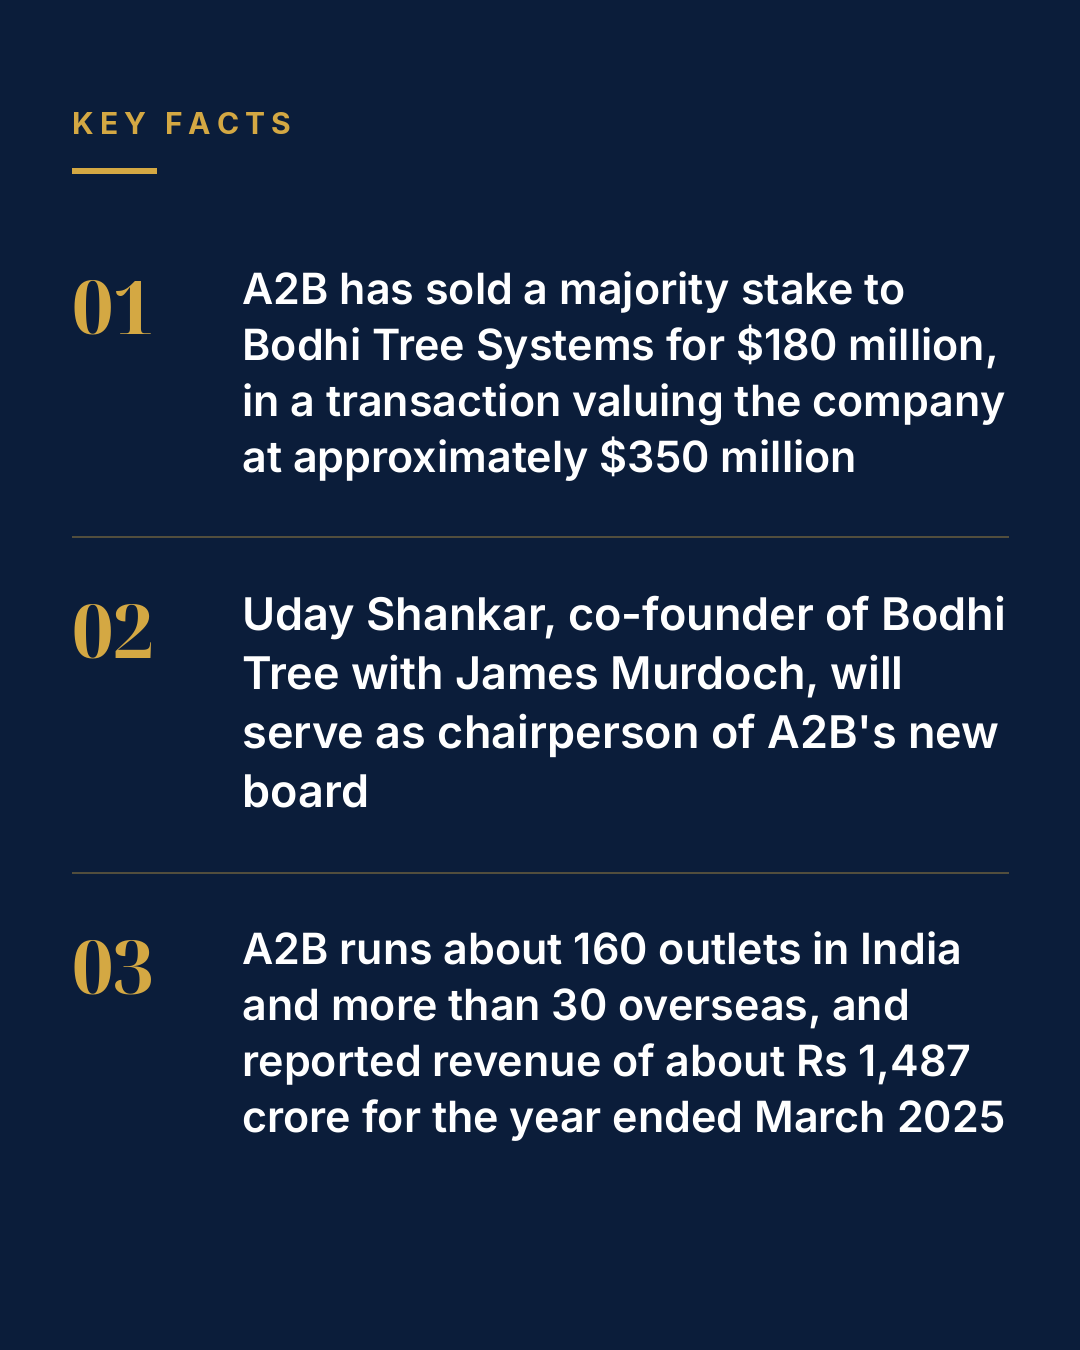 KEY FACTS
01
A2B has sold a majority stake to
Bodhi Tree Systems for $180 million,
in a transaction valuing the company
at approximately $350 million
02
Uday Shankar, co-founder of Bodhi
Tree with James Murdoch, will
serve as chairperson of A2B's new
board
03
A2B runs about 160 outlets in India
and more than 30 overseas, and
reported revenue of about Rs 1,487
crore for the year ended March 2025